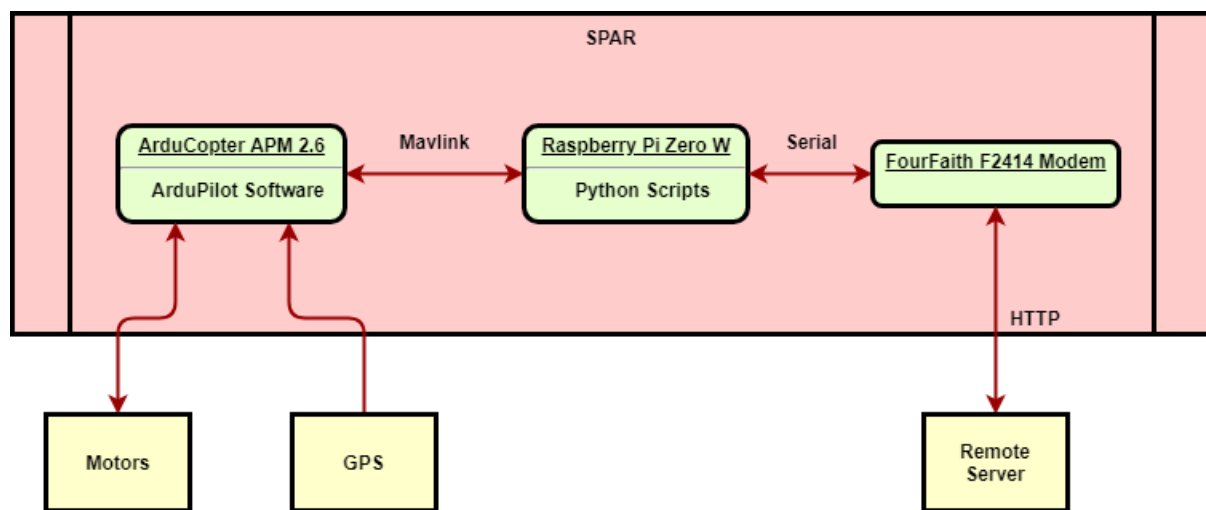 SPAR
ArduCopter APM 2.6
ArduPilot Software
Mavlink
Raspberry Pi Zero W
Python Scripts
Serial
FourFaith F2414 Modem
HTTP
Motors
GPS
Remote
Server